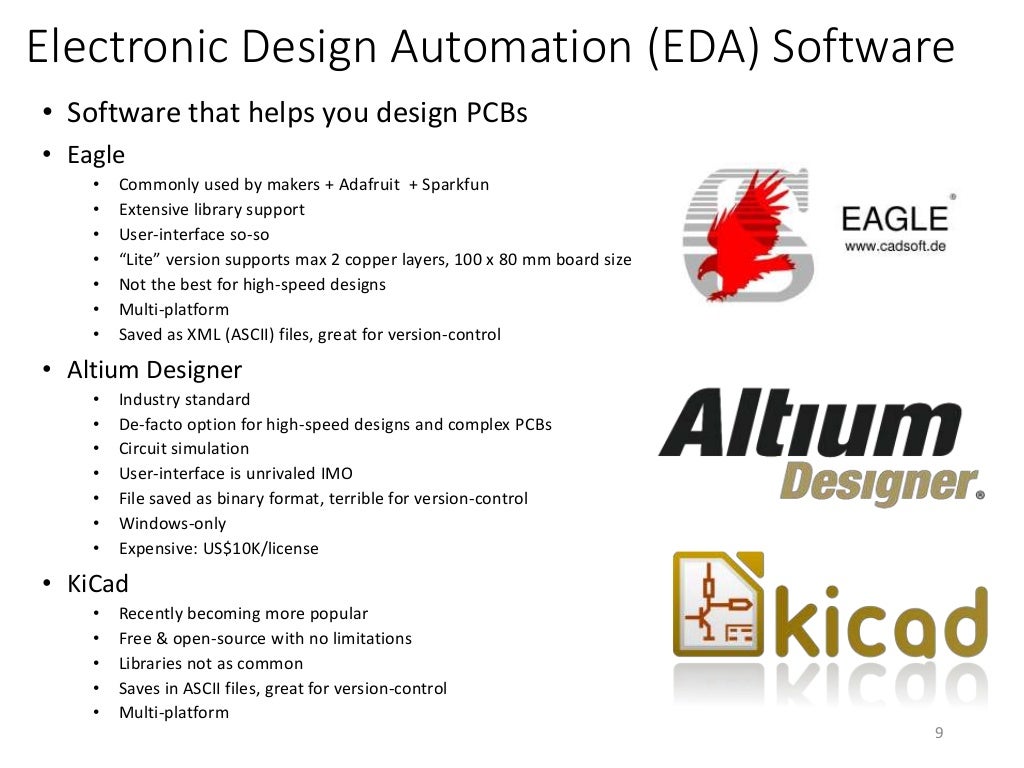 Electronic Design Automation (EDA) Software
• Software that helps you design PCBs
• Eagle
• Commonly used by makers + Adafruit + Sparkfun
• Extensive library support
• User-interface so-so
• “Lite” version supports max 2 copper layers, 100 x 80 mm board size
• Not the best for high-speed designs
• Multi-platform
• Saved as XML (ASCII) files, great for version-control
EAGLE®
www.cadsoft.de
• Altium Designer
• Industry standard
• De-facto option for high-speed designs and complex PCBs
• Circuit simulation
• User-interface is unrivaled IMO
• File saved as binary format, terrible for version-control
• Windows-only
• Expensive: US$10K/license
Altium
Designer®
• KiCad
• Recently becoming more popular
• Free & open-source with no limitations
• Libraries not as common
• Saves in ASCII files, great for version-control
• Multi-platform
kicad
9